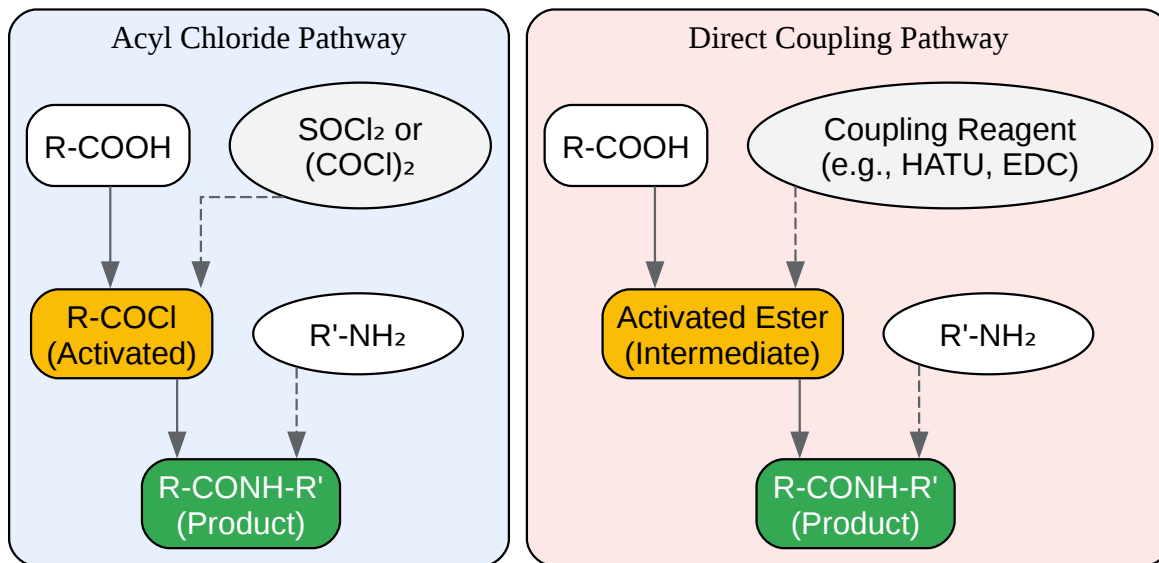 Acyl Chloride Pathway
R-COOH
SOCl₂ or
(COCl)₂
R-COCl
(Activated)
R'-NH₂
R-CONH-R'
(Product)
Direct Coupling Pathway
R-COOH
Coupling Reagent
(e.g., HATU, EDC)
Activated Ester
(Intermediate)
R'-NH₂
R-CONH-R'
(Product)